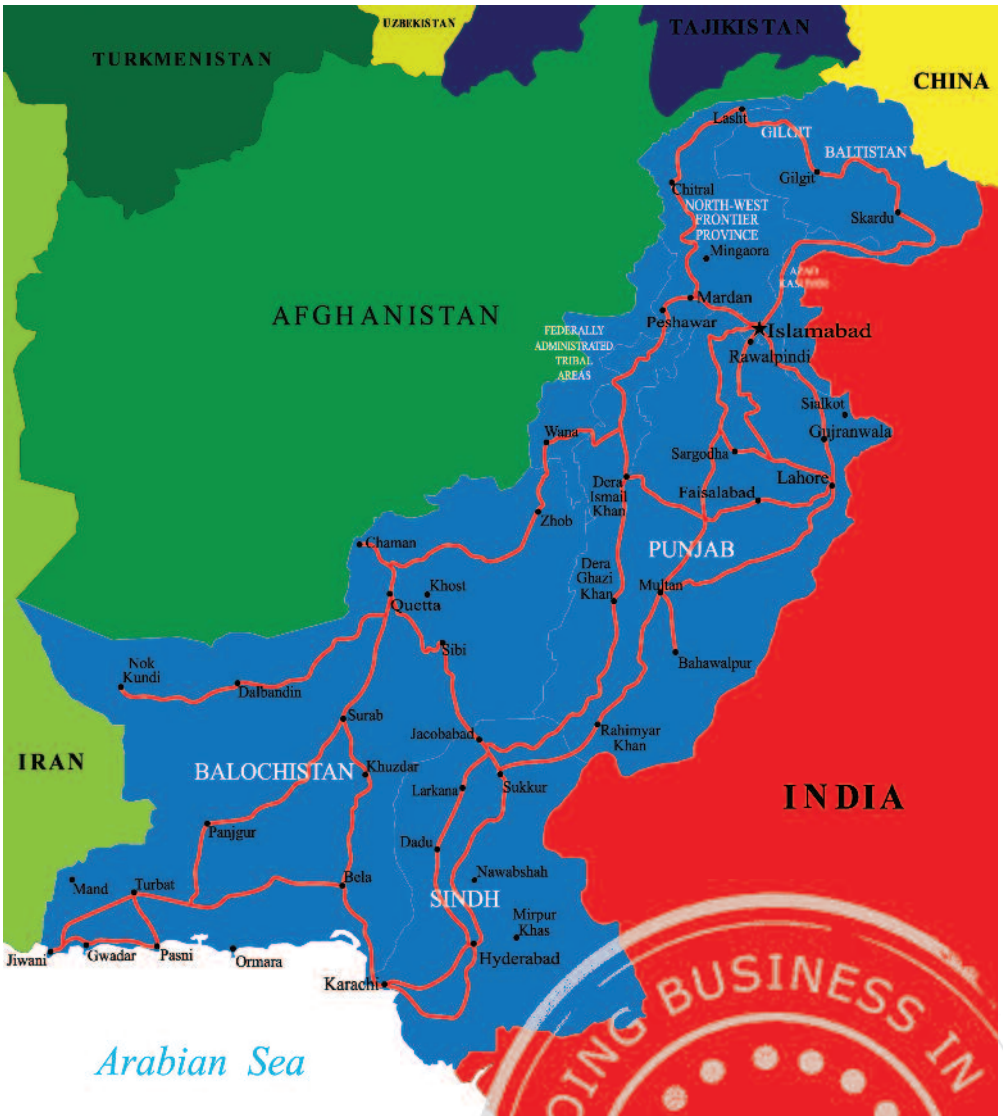 UZBEKISTAN
TAJIKISTAN
TURKMENISTAN
CHINA
Lasht
GILGIT
BALTISTAN
Gilgit
Chitral
NORTH-WEST
FRONTIER
PROVINCE
Skardu
Mingaora
AZAD
KASHMIR
Mardan
AFGHANISTAN
Peshawar
Islamabad
FEDERALLY
ADMINISTRATED
TRIBAL
AREAS
Rawalpindi
Sialkot
Wana
Gujranwala
Sargodha
Dera
Ismail
Khan
Faisalabad
Lahore
Zhob
Chaman
PUNJAB
Dera
Ghazi
Khan
Khost
Multan
Quetta
Sibi
Bahawalpur
Nok
Kundi
Dalbandin
Surab
Jacobabad
Rahimyar
Khan
IRAN
BALOCHISTAN
Khuzdar
Larkana
Sukkur
INDIA
Panjgur
Dadu
Mand
Turbat
Bela
Nawabshah
SINDH
Mirpur
Khas
Jiwani
Gwadar
Pasni
Ormara
Hyderabad
Karachi
Arabian Sea
DOING BUSINESS IN